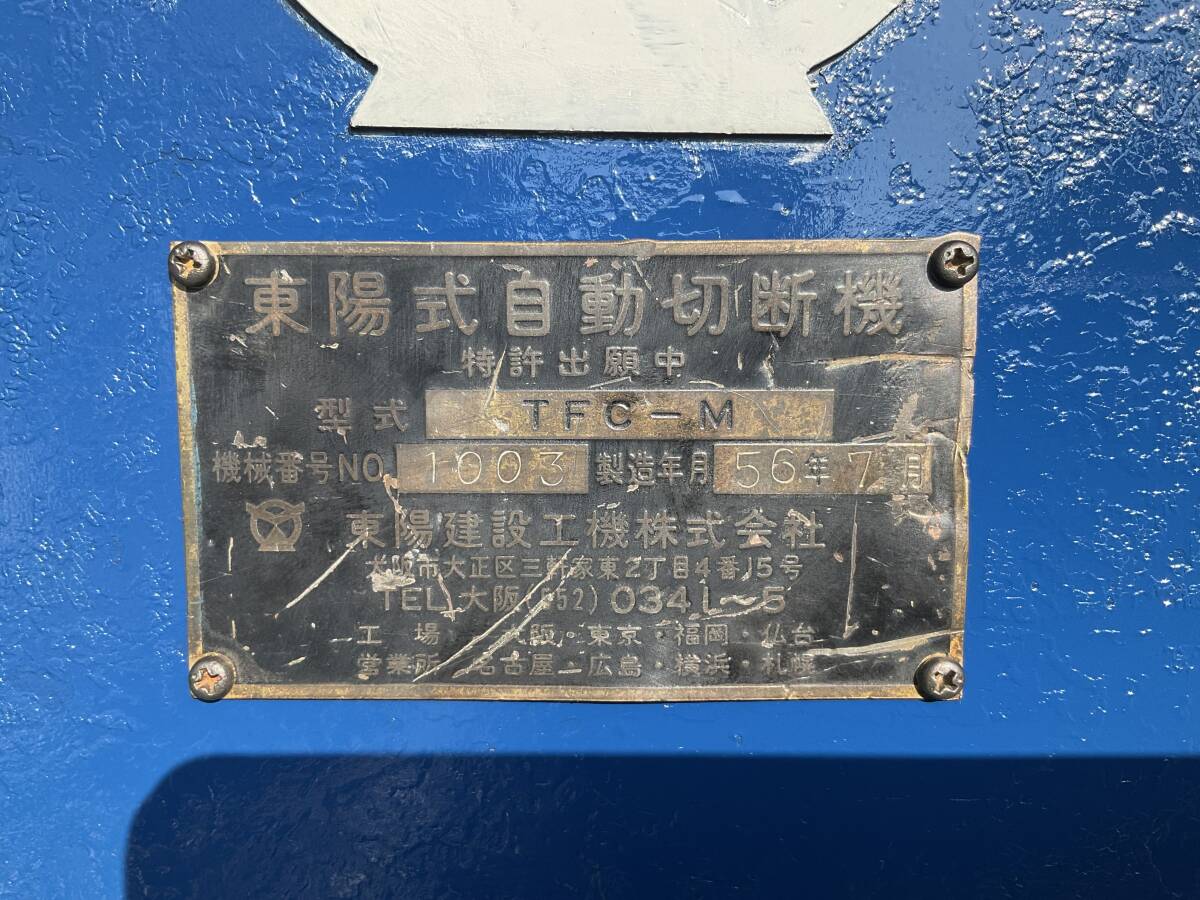 東陽式自動切断機
特許出願中
型式 TFC-M
機械番号NO. 1003 製造年月 56年7月
東陽建設工機株式会社
大阪市大正区三軒家東2丁目4番15号
TEL 大阪(552)0341~5
工場 大阪・東京・福岡・仙台
営業所 名古屋・広島・横浜・札幌